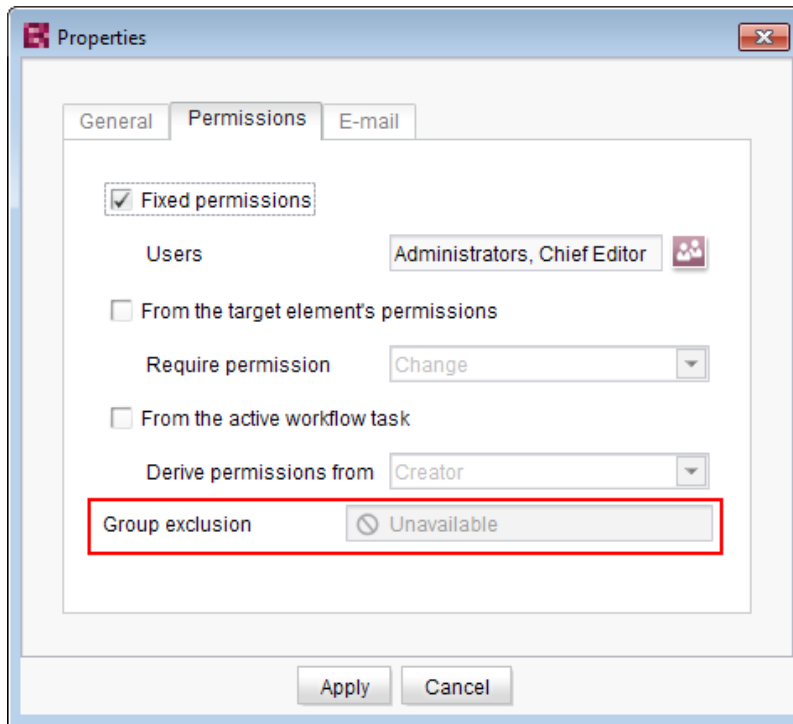 Properties
General Permissions E-mail
Fixed permissions
Users Administrators, Chief Editor
From the target element's permissions
Require permission Change
From the active workflow task
Derive permissions from Creator
Group exclusion Unavailable
Apply Cancel